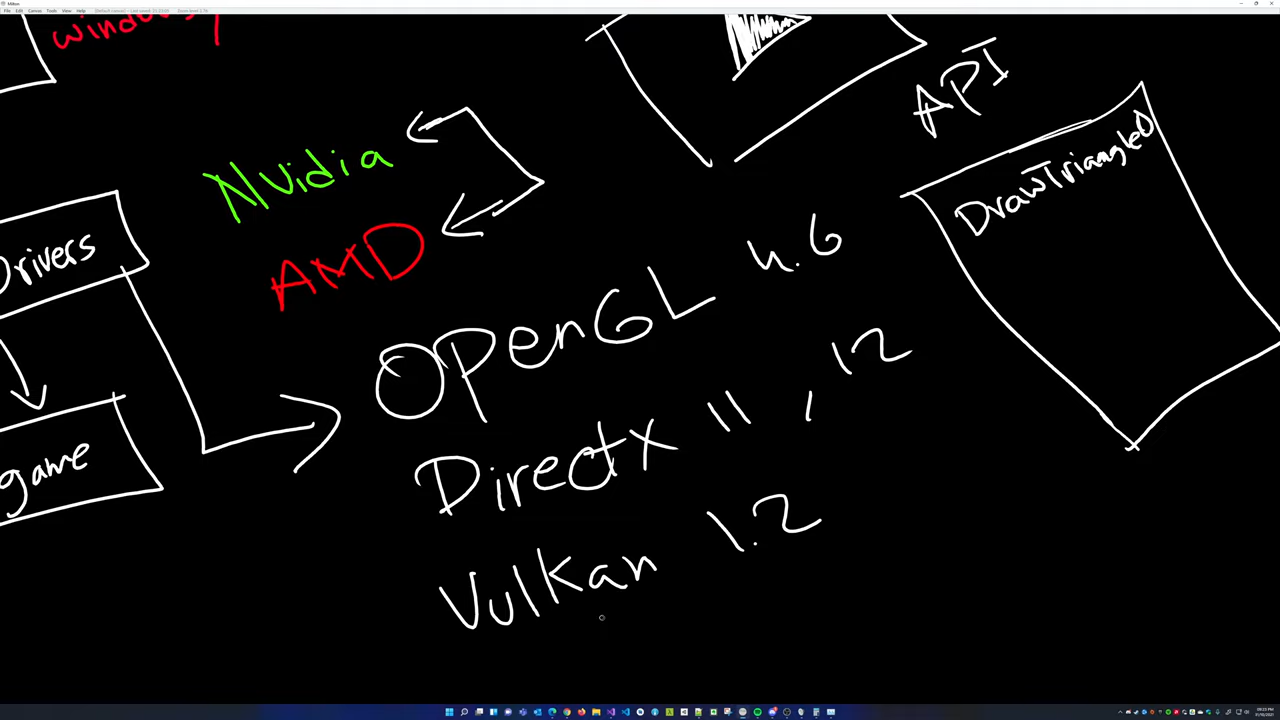 windows
API
DrawTriangle()
Nvidia
AMD
Drivers
OpenGL 4.6
DirectX 11, 12
game
Vulkan 1.2